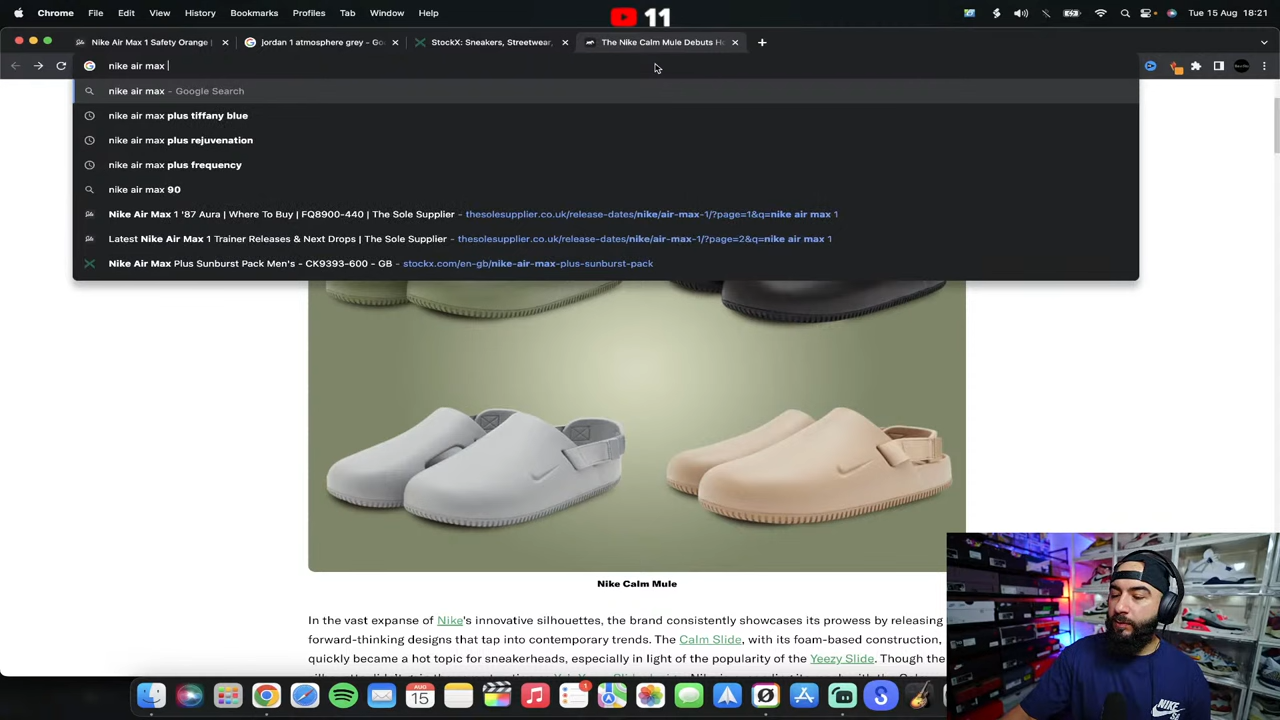 Chrome File Edit View History Bookmarks Profiles Tab Window Help 11 Tue 15 Aug 18:21
Nike Air Max 1 Safety Orange | jordan 1 atmosphere grey - Go StockX: Sneakers, Streetwear, The Nike Calm Mule Debuts H
nike air max
nike air max - Google Search
nike air max plus tiffany blue
nike air max plus rejuvenation
nike air max plus frequency
nike air max 90
Nike Air Max 1 '87 Aura | Where To Buy | FQ8900-440 | The Sole Supplier - thesolesupplier.co.uk/release-dates/nike/air-max-1/?page=1&q=nike air max 1
Latest Nike Air Max 1 Trainer Releases & Next Drops | The Sole Supplier - thesolesupplier.co.uk/release-dates/nike/air-max-1/?page=2&q=nike air max 1
Nike Air Max Plus Sunburst Pack Men's - CK9393-600 - GB - stockx.com/en-gb/nike-air-max-plus-sunburst-pack
Nike Calm Mule
In the vast expanse of Nike's innovative silhouettes, the brand consistently showcases its prowess by releasing
forward-thinking designs that tap into contemporary trends. The Calm Slide, with its foam-based construction,
quickly became a hot topic for sneakerheads, especially in light of the popularity of the Yeezy Slide. Though the
AUG
15
1
NIKE SB